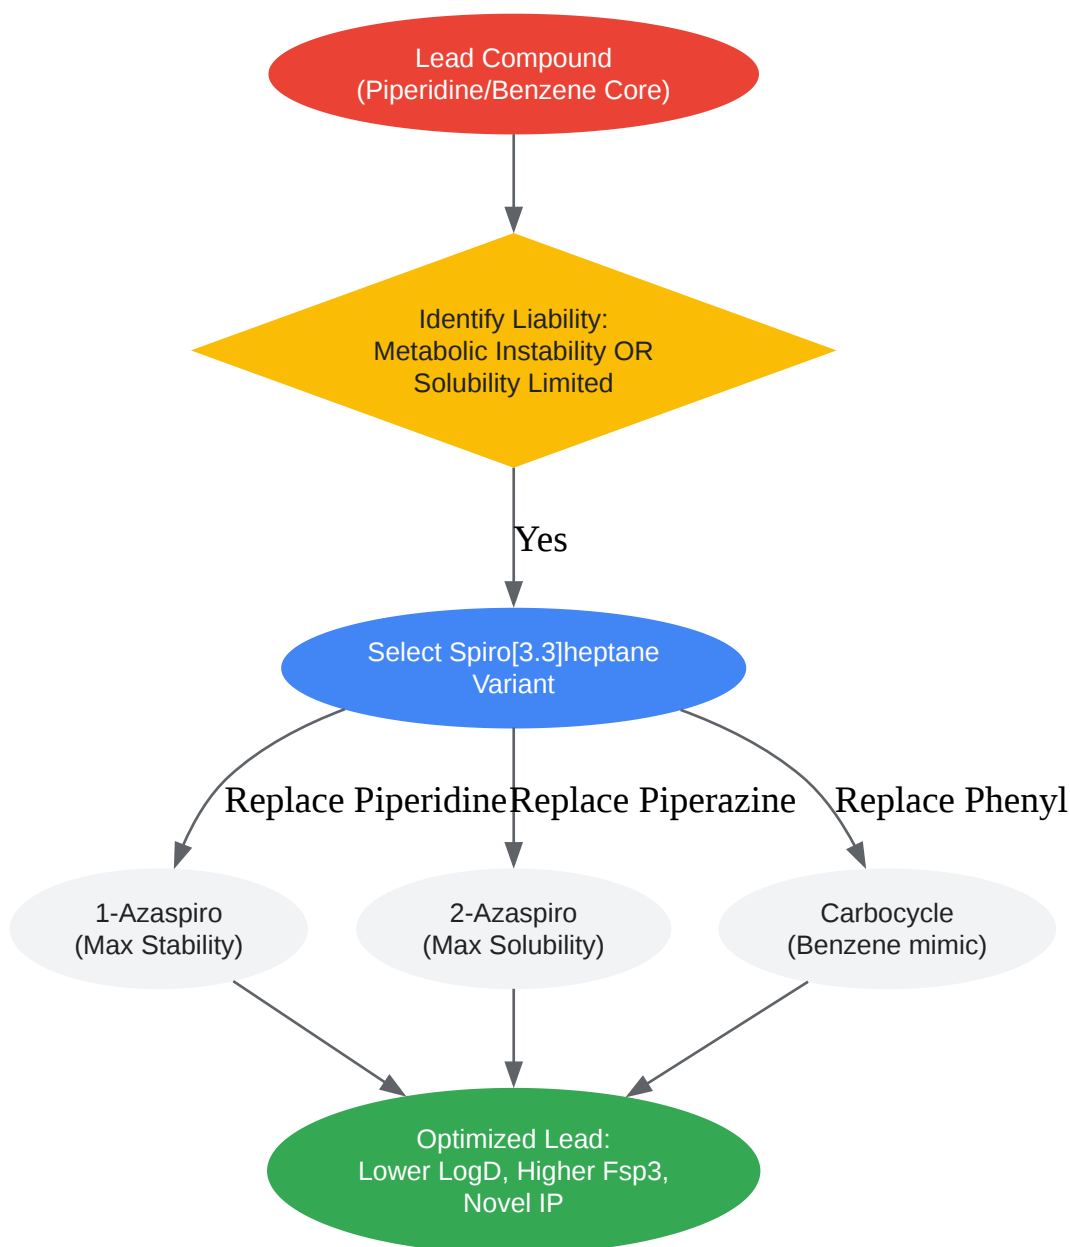 Lead Compound
(Piperidine/Benzene Core)
Identify Liability:
Metabolic Instability OR
Solubility Limited
Yes
Select Spiro[3.3]heptane
Variant
Replace Piperidine
Replace Piperazine
Replace Phenyl
1-Azaspiro
(Max Stability)
2-Azaspiro
(Max Solubility)
Carbocycle
(Benzene mimic)
Optimized Lead:
Lower LogD, Higher Fsp3,
Novel IP